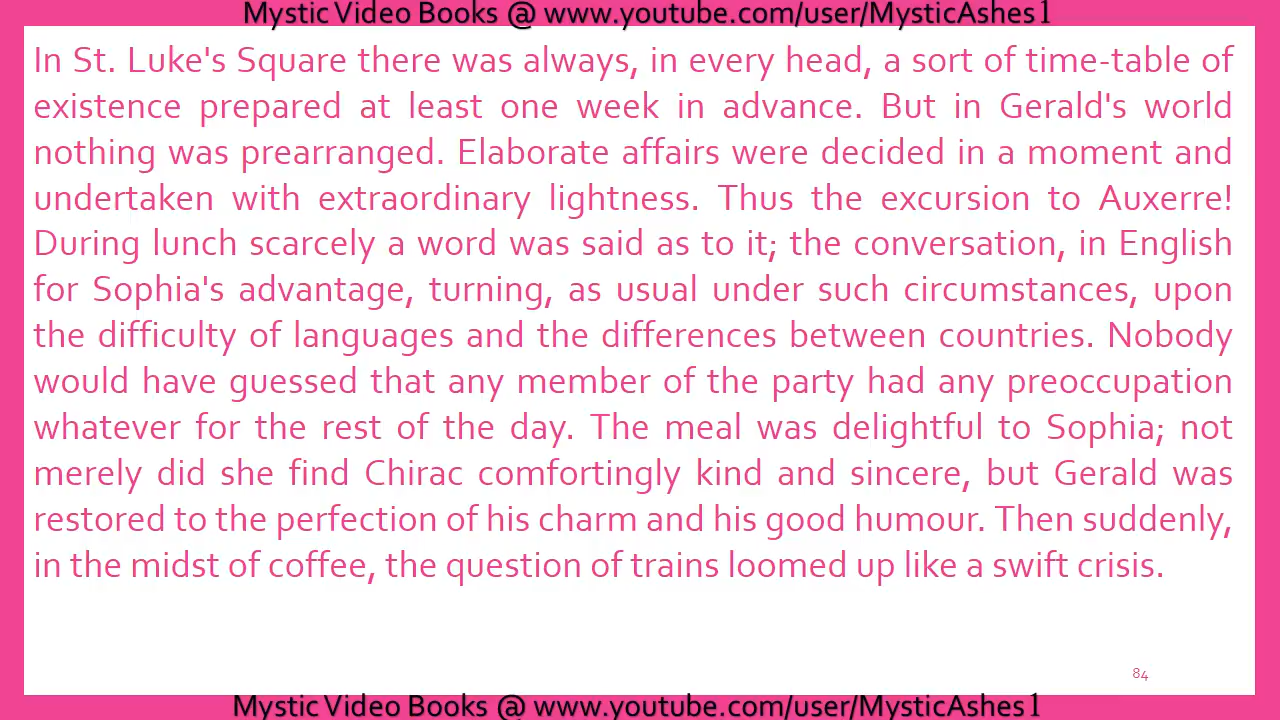 Mystic Video Books @ www.youtube.com/user/MysticAshes1
In St. Luke's Square there was always, in every head, a sort of time-table of
existence prepared at least one week in advance. But in Gerald's world
nothing was prearranged. Elaborate affairs were decided in a moment and
undertaken with extraordinary lightness. Thus the excursion to Auxerre!
During lunch scarcely a word was said as to it; the conversation, in English
for Sophia's advantage, turning, as usual under such circumstances, upon
the difficulty of languages and the differences between countries. Nobody
would have guessed that any member of the party had any preoccupation
whatever for the rest of the day. The meal was delightful to Sophia; not
merely did she find Chirac comfortingly kind and sincere, but Gerald was
restored to the perfection of his charm and his good humour. Then suddenly,
in the midst of coffee, the question of trains loomed up like a swift crisis.
84
Mystic Video Books @ www.youtube.com/user/MysticAshes1